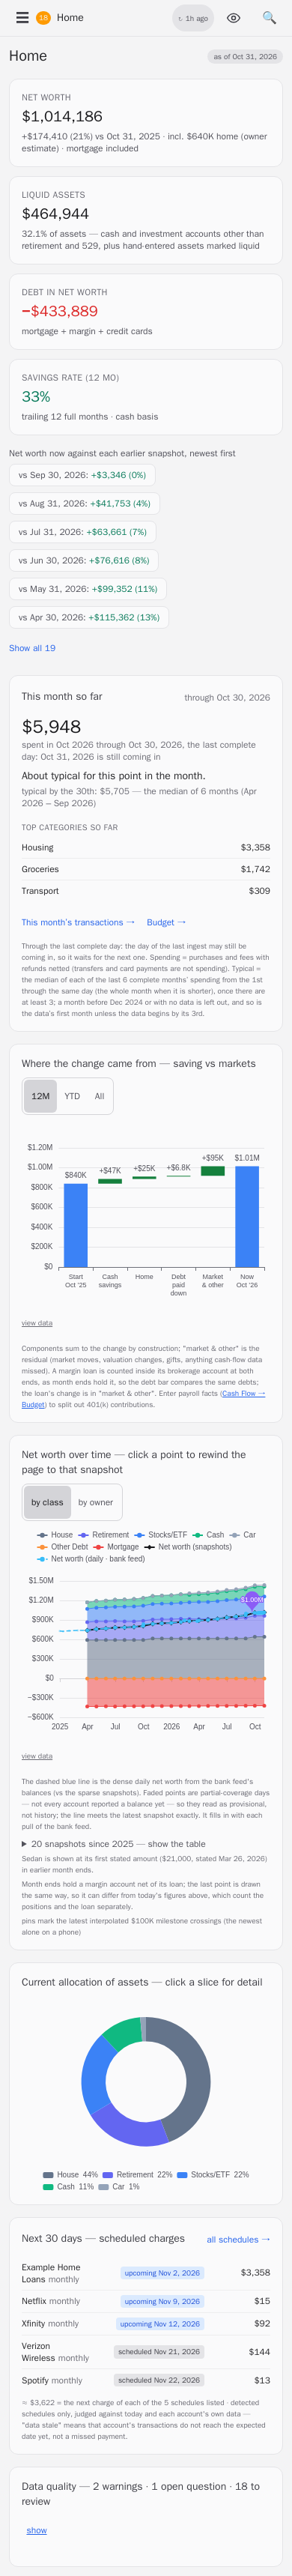 18 Home 1h ago
Home as of Oct 31, 2026
NET WORTH
$1,014,186
+$174,410 (21%) vs Oct 31, 2025 · incl. $640K home (owner
estimate) · mortgage included
LIQUID ASSETS
$464,944
32.1% of assets — cash and investment accounts other than
retirement and 529, plus hand-entered assets marked liquid
DEBT IN NET WORTH
−$433,889
mortgage + margin + credit cards
SAVINGS RATE (12 MO)
33%
trailing 12 full months · cash basis
Net worth now against each earlier snapshot, newest first
vs Sep 30, 2026: +$3,346 (0%)
vs Aug 31, 2026: +$41,753 (4%)
vs Jul 31, 2026: +$63,661 (7%)
vs Jun 30, 2026: +$76,616 (8%)
vs May 31, 2026: +$99,352 (11%)
vs Apr 30, 2026: +$115,362 (13%)
Show all 19
This month so far through Oct 30, 2026
$5,948
spent in Oct 2026 through Oct 30, 2026, the last complete
day: Oct 31, 2026 is still coming in
About typical for this point in the month.
typical by the 30th: $5,705 — the median of 6 months (Apr
2026 – Sep 2026)
TOP CATEGORIES SO FAR
Housing $3,358
Groceries $1,742
Transport $309
This month's transactions → Budget →
Through the last complete day: the day of the last ingest may still be
coming in, so it waits for the next one. Spending = purchases and fees with
refunds netted (transfers and card payments are not spending). Typical =
the median of each of the last 6 complete months' spending from the 1st
through the same day (the whole month when it is shorter), once there are
at least 3; a month before Dec 2024 or with no data is left out, and so is
the data's first month unless the data begins by its 3rd.
Where the change came from — saving vs markets
12M YTD All
$1.20M
$1.00M
$800K
$600K
$400K
$200K
$0
$840K +$47K +$25K +$6.8K +$95K $1.01M
Start Oct '25
Cash savings
Home
Debt paid down
Market & other
Now Oct '26
view data
Components sum to the change by construction; "market & other" is the
residual (market moves, valuation changes, gifts, anything cash-flow data
missed). A margin loan is counted inside its brokerage account at both
ends, as month ends hold it, so the debt bar compares the same debts;
the loan's change is in "market & other". Enter payroll facts (Cash Flow →
Budget) to split out 401(k) contributions.
Net worth over time — click a point to rewind the
page to that snapshot
by class by owner
House Retirement Stocks/ETF Cash Car
Other Debt Mortgage Net worth (snapshots)
Net worth (daily · bank feed)
$1.50M
$1.20M
$900K
$600K
$300K
$0
−$300K
−$600K
$1.00M
2025 Apr Jul Oct 2026 Apr Jul Oct
view data
The dashed blue line is the dense daily net worth from the bank feed's
balances (vs the sparse snapshots). Faded points are partial-coverage days
— not every account reported a balance yet — so they read as provisional,
not history; the line meets the latest snapshot exactly. It fills in with each
pull of the feed.
▶ 20 snapshots since 2025 — show the table
Sedan is shown at its first stated amount ($21,000, stated Mar 26, 2026)
in earlier month ends.
Month ends hold a margin account net of its loan; the last point is drawn
the same way, so it can differ from today's figures above, which count the
positions and the loan separately.
pins mark the latest interpolated $100K milestone crossings (the newest
alone on a phone)
Current allocation of assets — click a slice for detail
House 44% Retirement 22% Stocks/ETF 22%
Cash 11% Car 1%
Next 30 days — scheduled charges all schedules →
Example Home
Loans monthly upcoming Nov 2, 2026 $3,358
Netflix monthly upcoming Nov 9, 2026 $15
Xfinity monthly upcoming Nov 12, 2026 $92
Verizon
Wireless monthly scheduled Nov 21, 2026 $144
Spotify monthly scheduled Nov 22, 2026 $13
≈ $3,622 = the next charge of each of the 5 schedules listed · detected
schedules only, judged against today and each account's own data —
"data stale" means that account's transactions do not reach the expected
date yet, not a missed payment.
Data quality — 2 warnings · 1 open question · 18 to
review
show